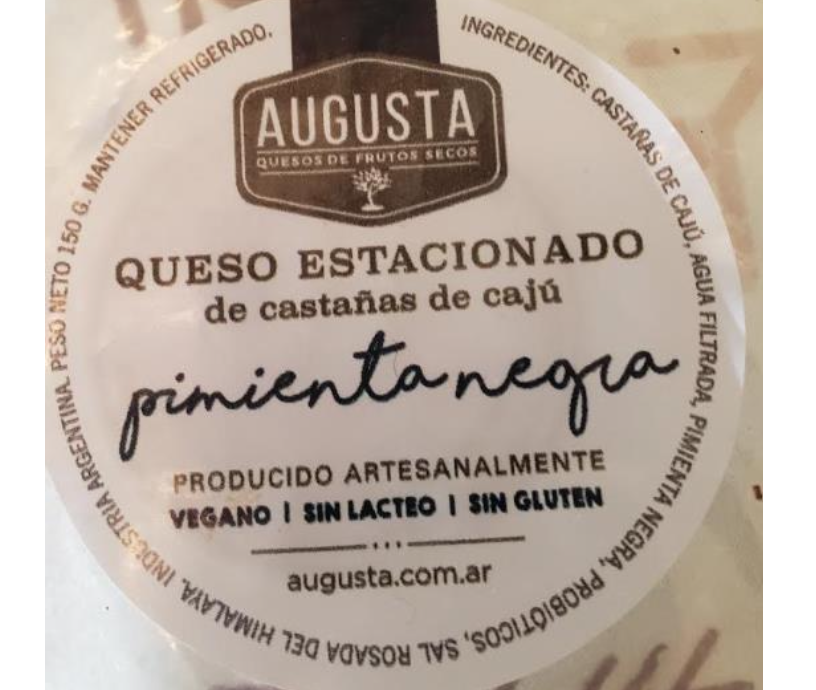 AUGUSTA
QUESOS DE FRUTOS SECOS
QUESO ESTACIONADO
de castañas de cajú
pimienta negra
PRODUCIDO ARTESANALMENTE
VEGANO | SIN LACTEO | SIN GLUTEN
augusta.com.ar
INGREDIENTES: CASTAÑAS DE CAJÚ, AGUA FILTRADA, PIMIENTA NEGRA, PROBIÓTICOS, SAL ROSADA DEL HIMALAYA. INDUSTRIA ARGENTINA. PESO NETO 150 G. MANTENER REFRIGERADO.